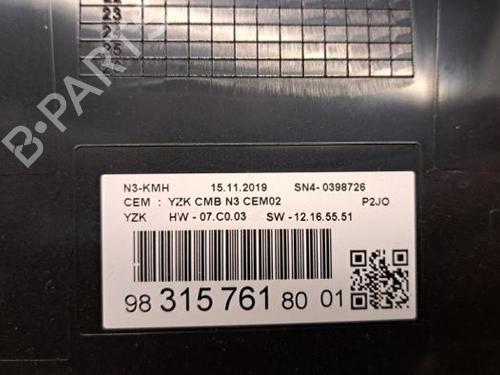 23
25
B-PARTS
N3-KMH 15.11.2019 SN4- 0398726
CEM : YZK CMB N3 CEM02 P2JO
YZK HW - 07.C0.03 SW - 12.16.55.51
98 315 761 80 01